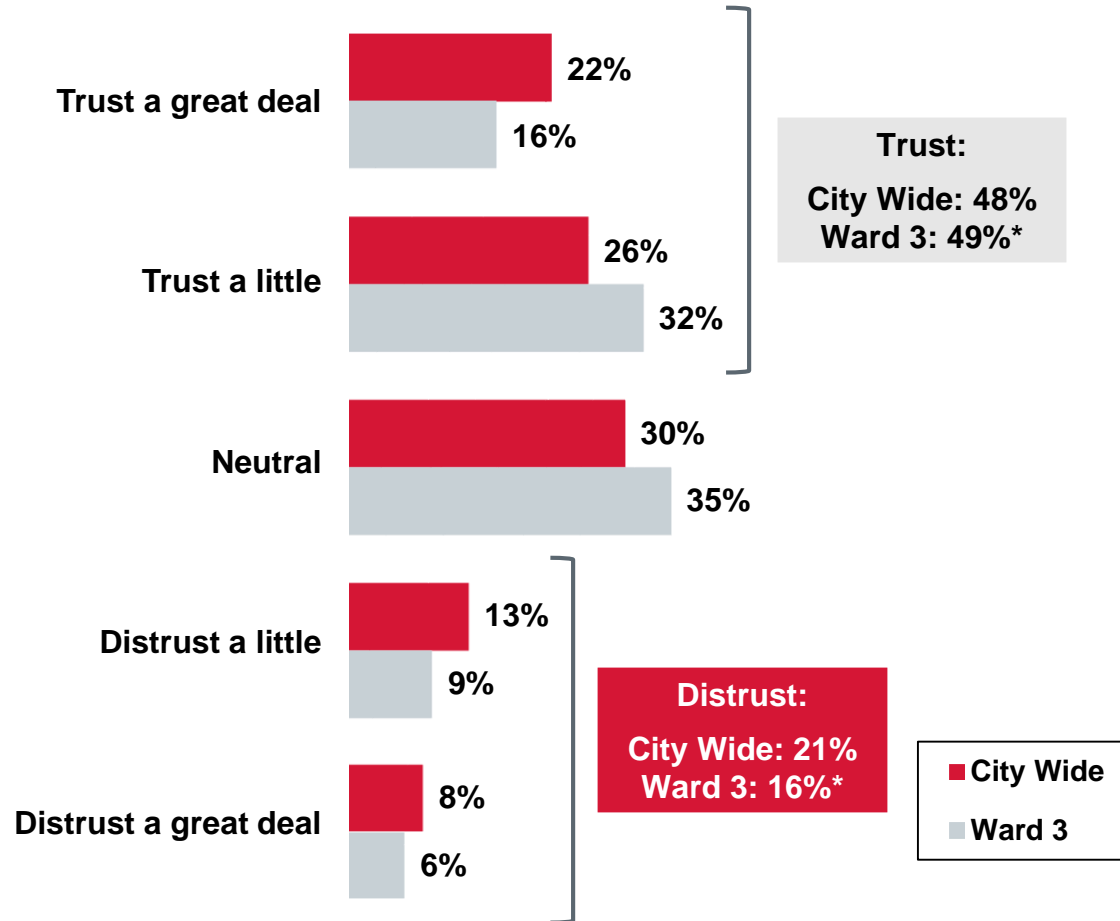 Trust a great deal
22%
16%
Trust:
City Wide: 48%
Ward 3: 49%*
Trust a little
26%
32%
Neutral
30%
35%
Distrust a little
13%
9%
Distrust:
City Wide: 21%
Ward 3: 16%*
Distrust a great deal
8%
6%
City Wide
Ward 3